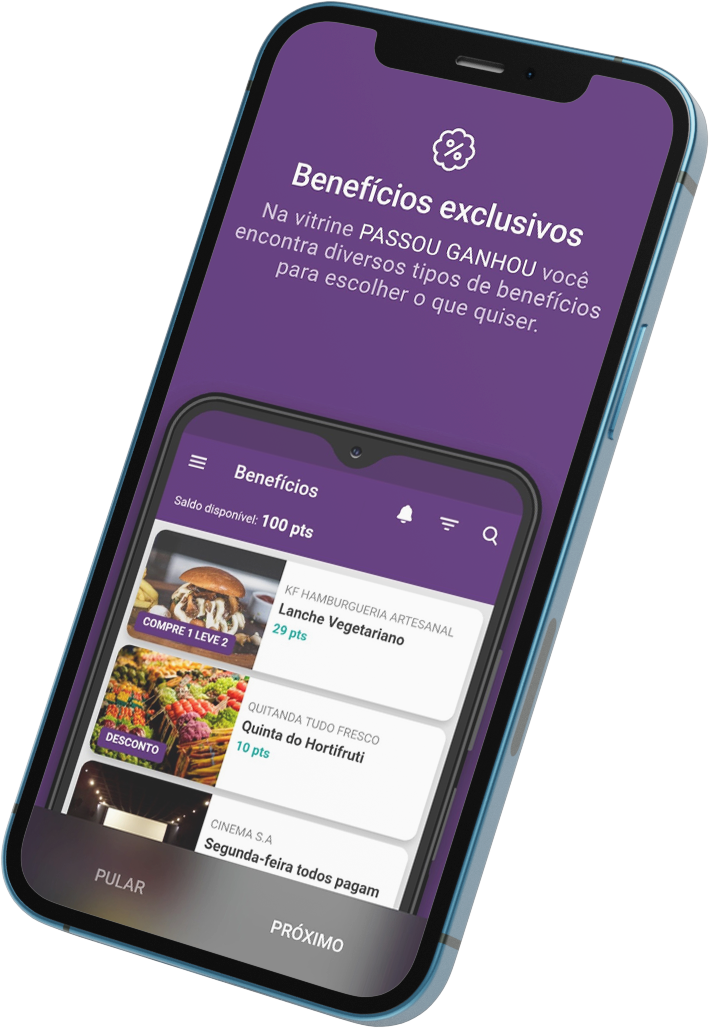 Benefícios exclusivos
Na vitrine PASSOU GANHOU você
encontra diversos tipos de benefícios
para escolher o que quiser.
Benefícios
Saldo disponível: 100 pts
KF HAMBURGUERIA ARTESANAL
Lanche Vegetariano
29 pts
COMPRE 1 LEVE 2
QUITANDA TUDO FRESCO
Quinta do Hortifruti
10 pts
DESCONTO
CINEMA S.A
Segunda-feira todos pagam
PULAR
PRÓXIMO